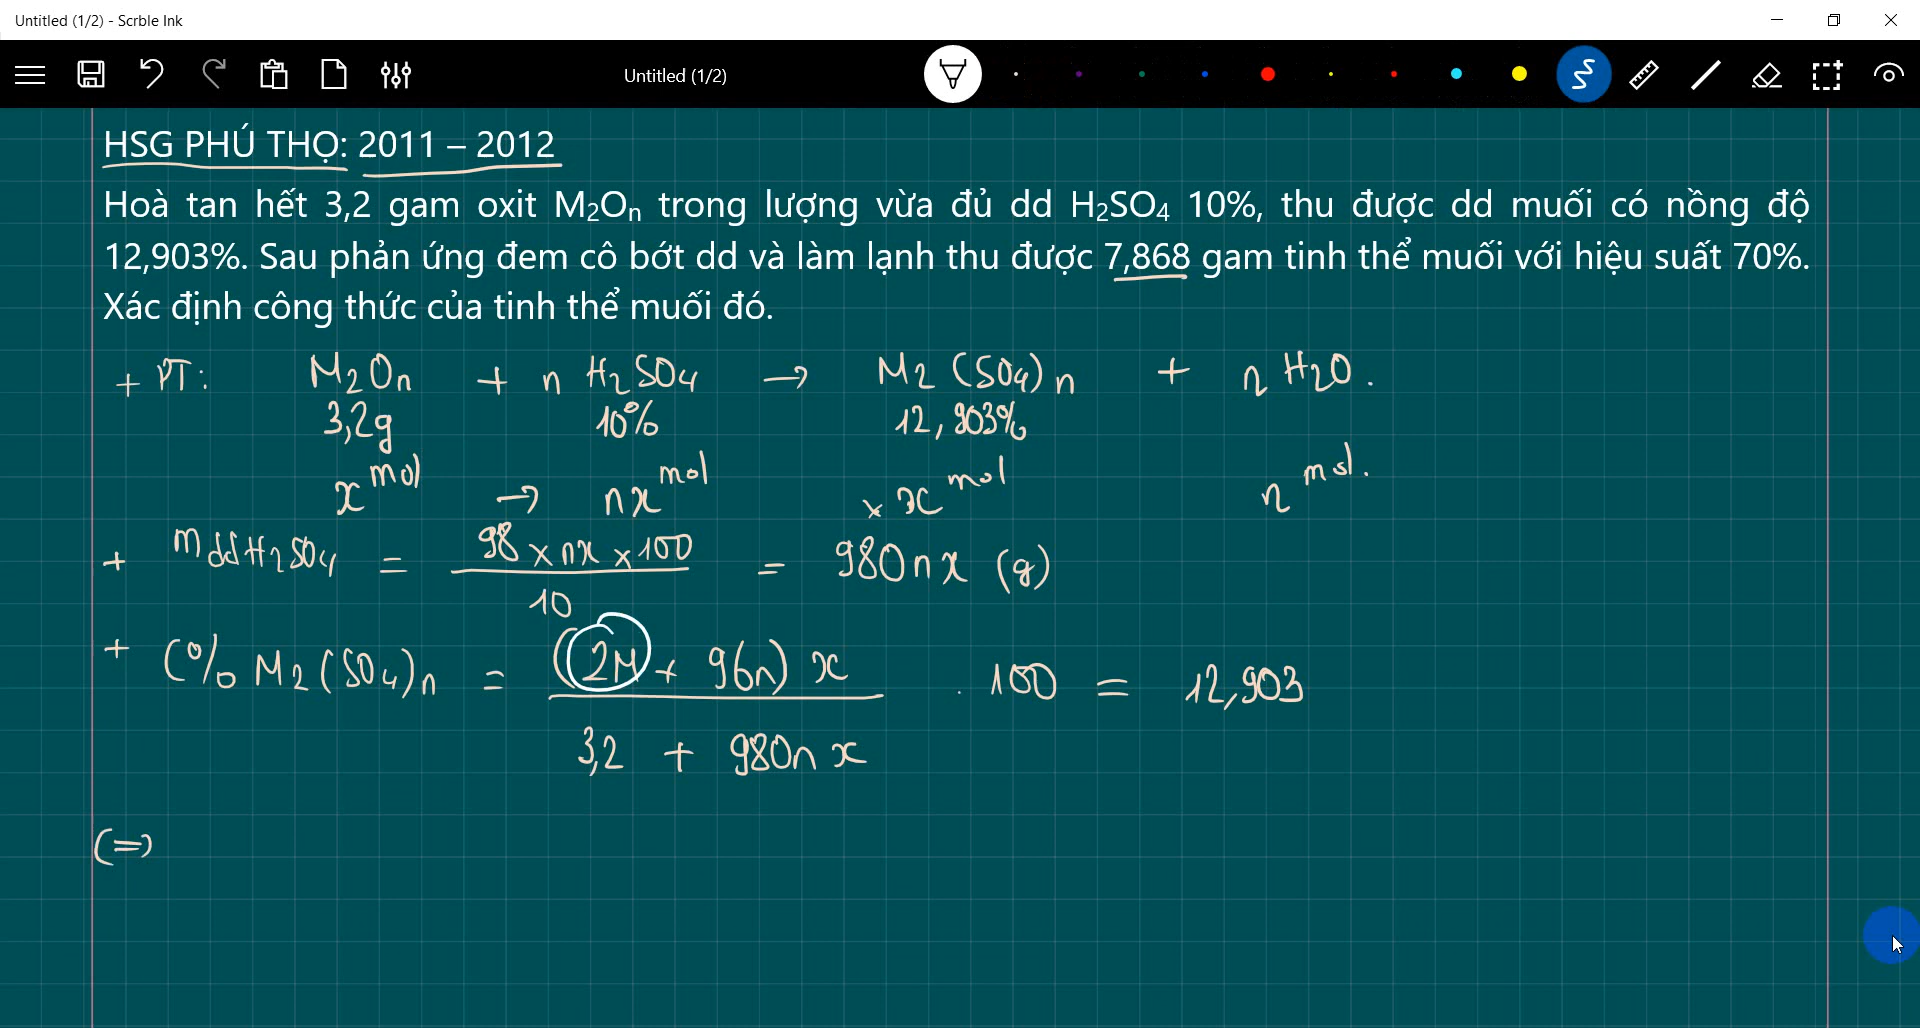 Untitled (1/2) - Scrble Ink
Untitled (1/2)
HSG PHÚ THỌ: 2011 – 2012
Hoà tan hết 3,2 gam oxit M₂Oₙ trong lượng vừa đủ dd H₂SO₄ 10%, thu được dd muối có nồng độ
12,903%. Sau phản ứng đem cô bớt dd và làm lạnh thu được 7,868 gam tinh thể muối với hiệu suất 70%.
Xác định công thức của tinh thể muối đó.
+ PT: M₂Oₙ + n H₂SO₄ → M₂(SO₄)ₙ + n H₂O.
3,2g 10% 12,903%
x mol → nx mol x mol n mol.
+ mddH₂SO₄ = (98 × nx × 100)/10 = 980nx (g)
+ C% M₂(SO₄)ₙ = ((2M + 96n) x)/(3,2 + 980nx) . 100 = 12,903
(=)